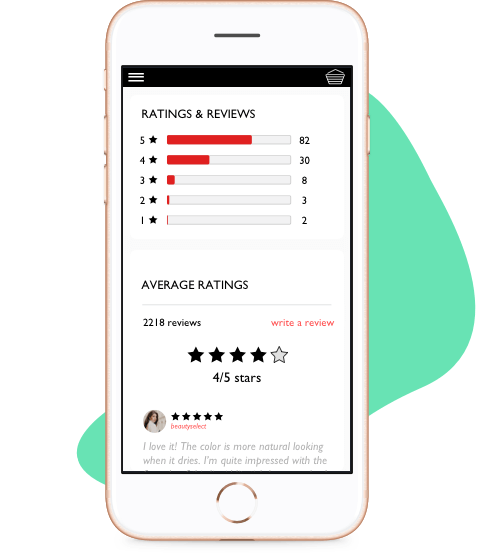 RATINGS & REVIEWS
5 ★ 82
4 ★ 30
3 ★ 8
2 ★ 3
1 ★ 2
AVERAGE RATINGS
2218 reviews write a review
4/5 stars
beautyselect
I love it! The color is more natural looking
when it dries. I'm quite impressed with the